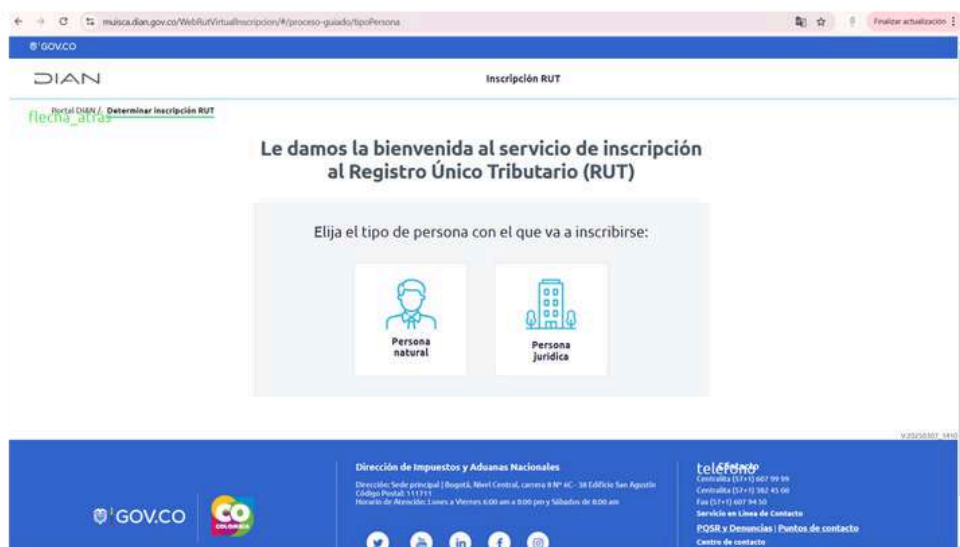 muisca.dian.gov.co/WebRutVirtualInscripcion/#/proceso-guiado/tipoPersona
Finalizar actualización
GOV.CO
DIAN
Inscripción RUT
Portal DIAN / Determinar inscripción RUT
flecha_atras
Le damos la bienvenida al servicio de inscripción
al Registro Único Tributario (RUT)
Elija el tipo de persona con el que va a inscribirse:
Persona
natural
Persona
jurídica
V.20250307_1410
Dirección de Impuestos y Aduanas Nacionales
Dirección: Sede principal | Bogotá, Nivel Central, carrera 8 Nº 6C - 38 Edificio San Agustín
Código Postal: 111711
Horario de Atención: Lunes a Viernes 6:00 am a 8:00 pm y Sábados de 8:00 am
GOV.CO
CO
COLOMBIA
telefono
Contacto
Centralita (57+1) 607 99 99
Centralita (57+1) 382 45 00
Fax (57+1) 607 94 50
Servicio en Línea de Contacto
PQSR y Denuncias | Puntos de contacto
Centro de contacto